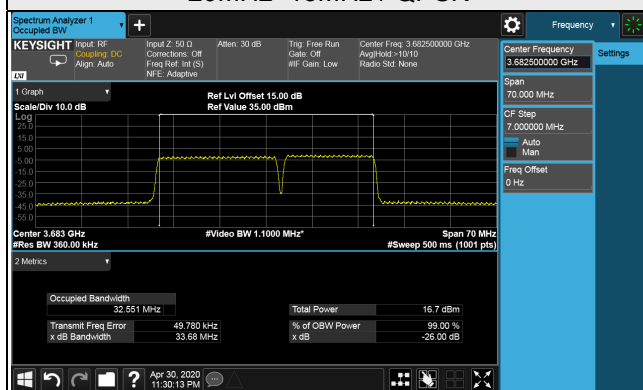 20MHz+15MHz / QPSK
Spectrum Analyzer 1
Occupied BW
Frequency
KEYSIGHT
Input: RF
Coupling: DC
Align: Auto
Input Z: 50 Ω
Corrections: Off
Freq Ref: Int (S)
NFE: Adaptive
Atten: 30 dB
Trig: Free Run
Gate: Off
#IF Gain: Low
Center Freq: 3.682500000 GHz
Avg|Hold:>10/10
Radio Std: None
LXI
Center Frequency
3.682500000 GHz
Settings
Span
70.000 MHz
CF Step
7.000000 MHz
Auto
Man
Freq Offset
0 Hz
1 Graph
Scale/Div 10.0 dB
Ref Lvl Offset 15.00 dB
Ref Value 35.00 dBm
Log
25.0
15.0
5.00
-5.00
-15.0
-25.0
-35.0
-45.0
-55.0
Center 3.683 GHz
#Res BW 360.00 kHz
#Video BW 1.1000 MHz*
Span 70 MHz
#Sweep 500 ms (1001 pts)
2 Metrics
Occupied Bandwidth
32.551 MHz
Total Power 16.7 dBm
Transmit Freq Error 49.780 kHz
% of OBW Power 99.00 %
x dB Bandwidth 33.68 MHz
x dB -26.00 dB
?
Apr 30, 2020
11:30:13 PM